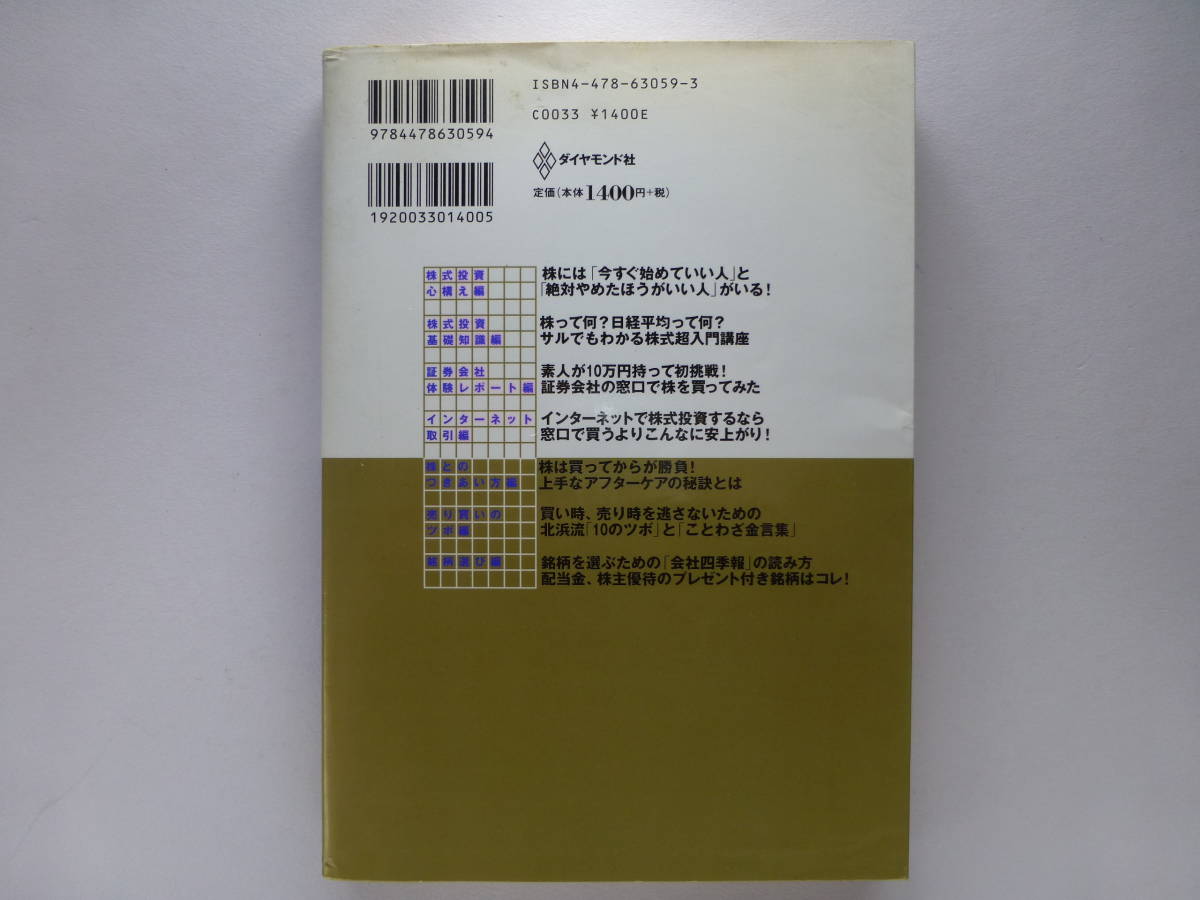 ISBN4-478-63059-3
C0033 ¥1400E
9784478630594
ダイヤモンド社
定価(本体1400円+税)
1920033014005
株式投資
心構え編
株には「今すぐ始めていい人」と
「絶対やめたほうがいい人」がいる!
株式投資
基礎知識編
株って何?日経平均って何?
サルでもわかる株式超入門講座
証券会社
体験レポート編
素人が10万円持って初挑戦!
証券会社の窓口で株を買ってみた
インターネット
取引編
インターネットで株式投資するなら
窓口で買うよりこんなに安上がり!
株との
つきあい方編
株は買ってからが勝負!
上手なアフターケアの秘訣とは
売り買いの
ツボ編
買い時、売り時を逃さないための
北浜流「10のツボ」と「ことわざ金言集」
銘柄選び編
銘柄を選ぶための「会社四季報」の読み方
配当金、株主優待のプレゼント付き銘柄はコレ!